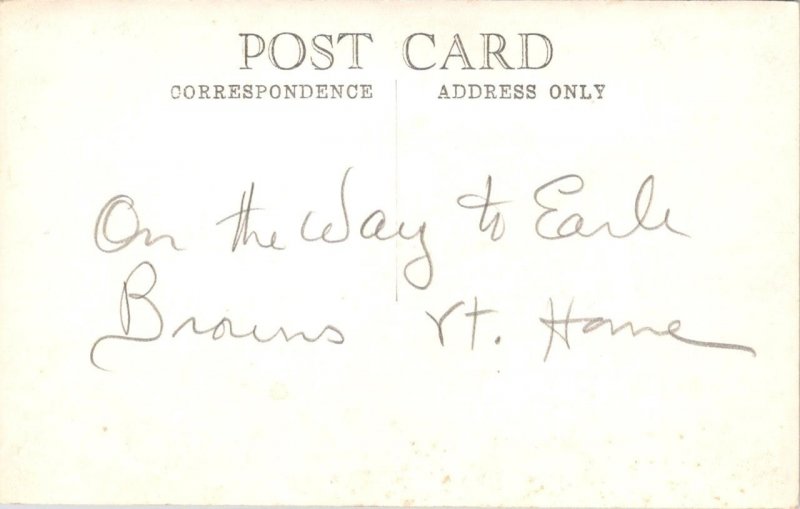 POST CARD
CORRESPONDENCE ADDRESS ONLY
On the Way to Earle
Browns Vt. Home